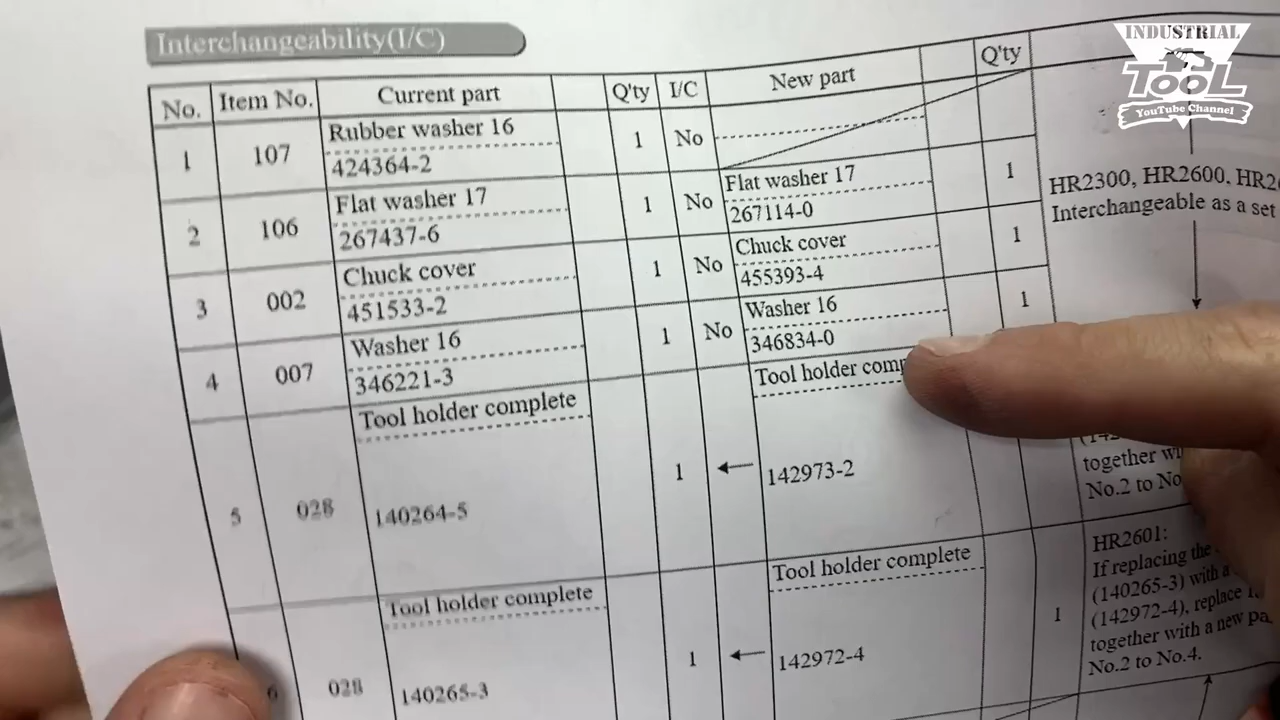 INDUSTRIAL
TOOL
YouTube Channel
Interchangeability(I/C)
No. Item No. Current part Q'ty I/C New part Q'ty
1 107 Rubber washer 16 1 No
424364-2
2 106 Flat washer 17 1 No Flat washer 17 1
267437-6 267114-0
HR2300, HR2600,
Interchangeable as a set
3 002 Chuck cover 1 No Chuck cover 1
451533-2 455393-4
4 007 Washer 16 1 No Washer 16 1
346221-3 346834-0
5 028 Tool holder complete 1 ← Tool holder
140264-5 142973-2
together
No.2 to
6 028 Tool holder complete 1 ← Tool holder complete 1
140265-3 142972-4
HR2601:
If replacing the
(140265-3) with a
(142972-4), replace
together with a new
No.2 to No.4.